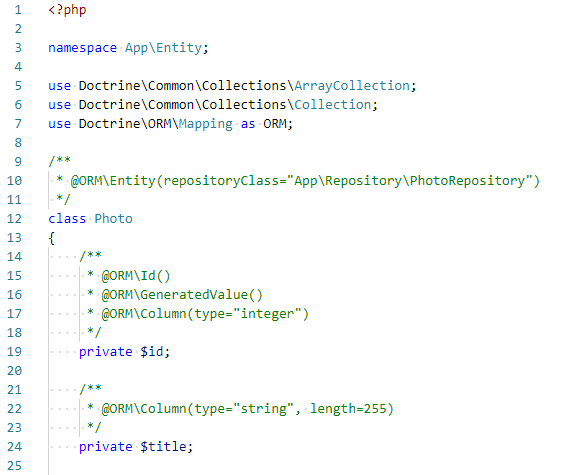 1 <?php
2
3 namespace App\Entity;
4
5 use Doctrine\Common\Collections\ArrayCollection;
6 use Doctrine\Common\Collections\Collection;
7 use Doctrine\ORM\Mapping as ORM;
8
9 /**
10  * @ORM\Entity(repositoryClass="App\Repository\PhotoRepository")
11  */
12 class Photo
13 {
14     /**
15      * @ORM\Id()
16      * @ORM\GeneratedValue()
17      * @ORM\Column(type="integer")
18      */
19     private $id;
20
21     /**
22      * @ORM\Column(type="string", length=255)
23      */
24     private $title;
25